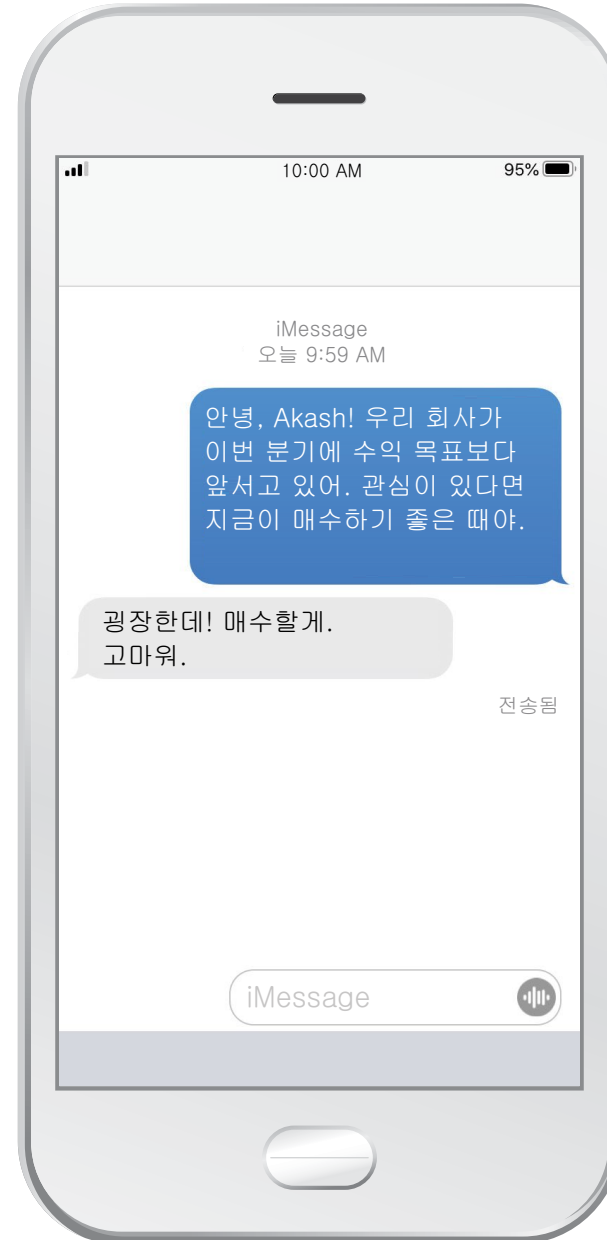 10:00 AM
95%
iMessage
오늘 9:59 AM
안녕, Akash! 우리 회사가
이번 분기에 수익 목표보다
앞서고 있어. 관심이 있다면
지금이 매수하기 좋은 때야.
굉장한데! 매수할게.
고마워.
전송됨
iMessage